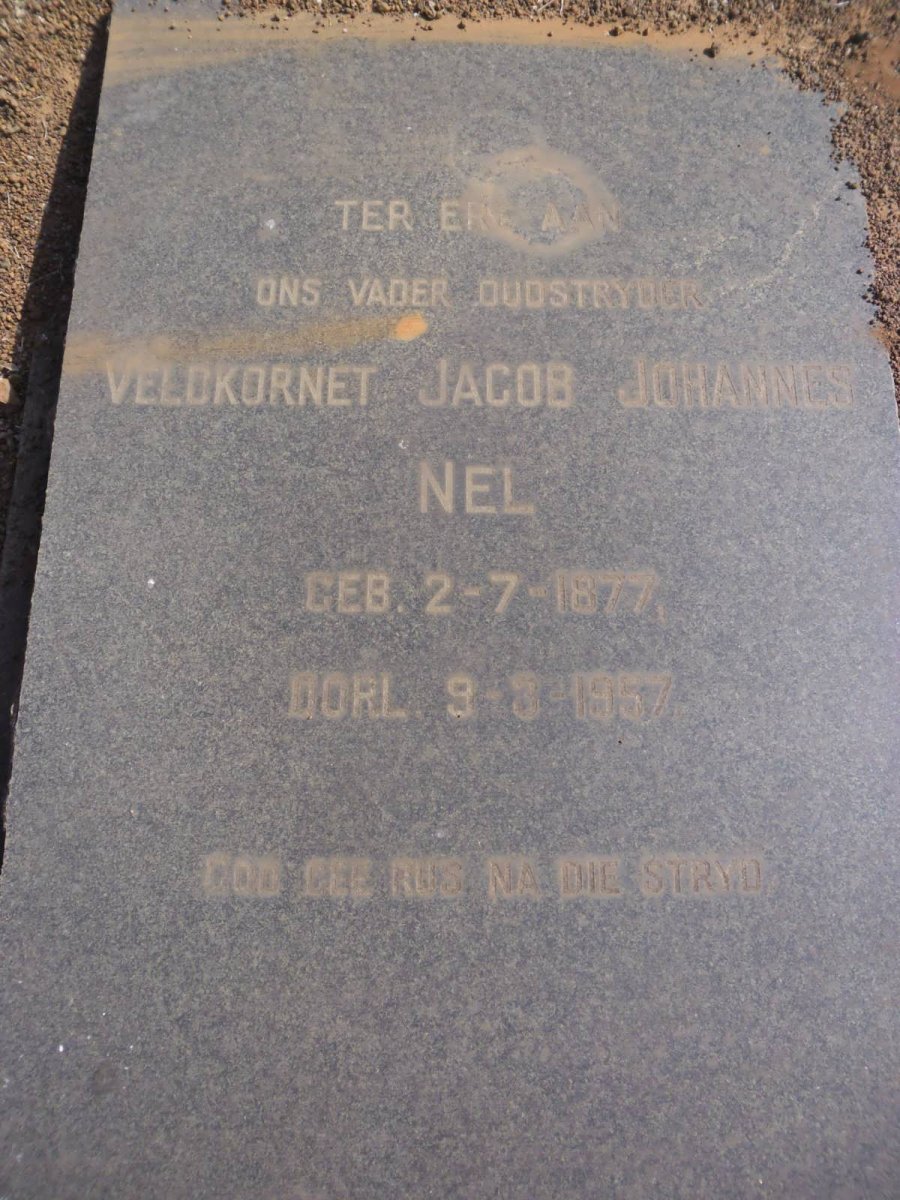 TER ERE AAN
ONS VADER OUDSTRYDER
VELDKORNET JACOB JOHANNES
NEL
GEB. 2-7-1877,
OORL. 9-3-1957.
GOD GEE RUS NA DIE STRYD.